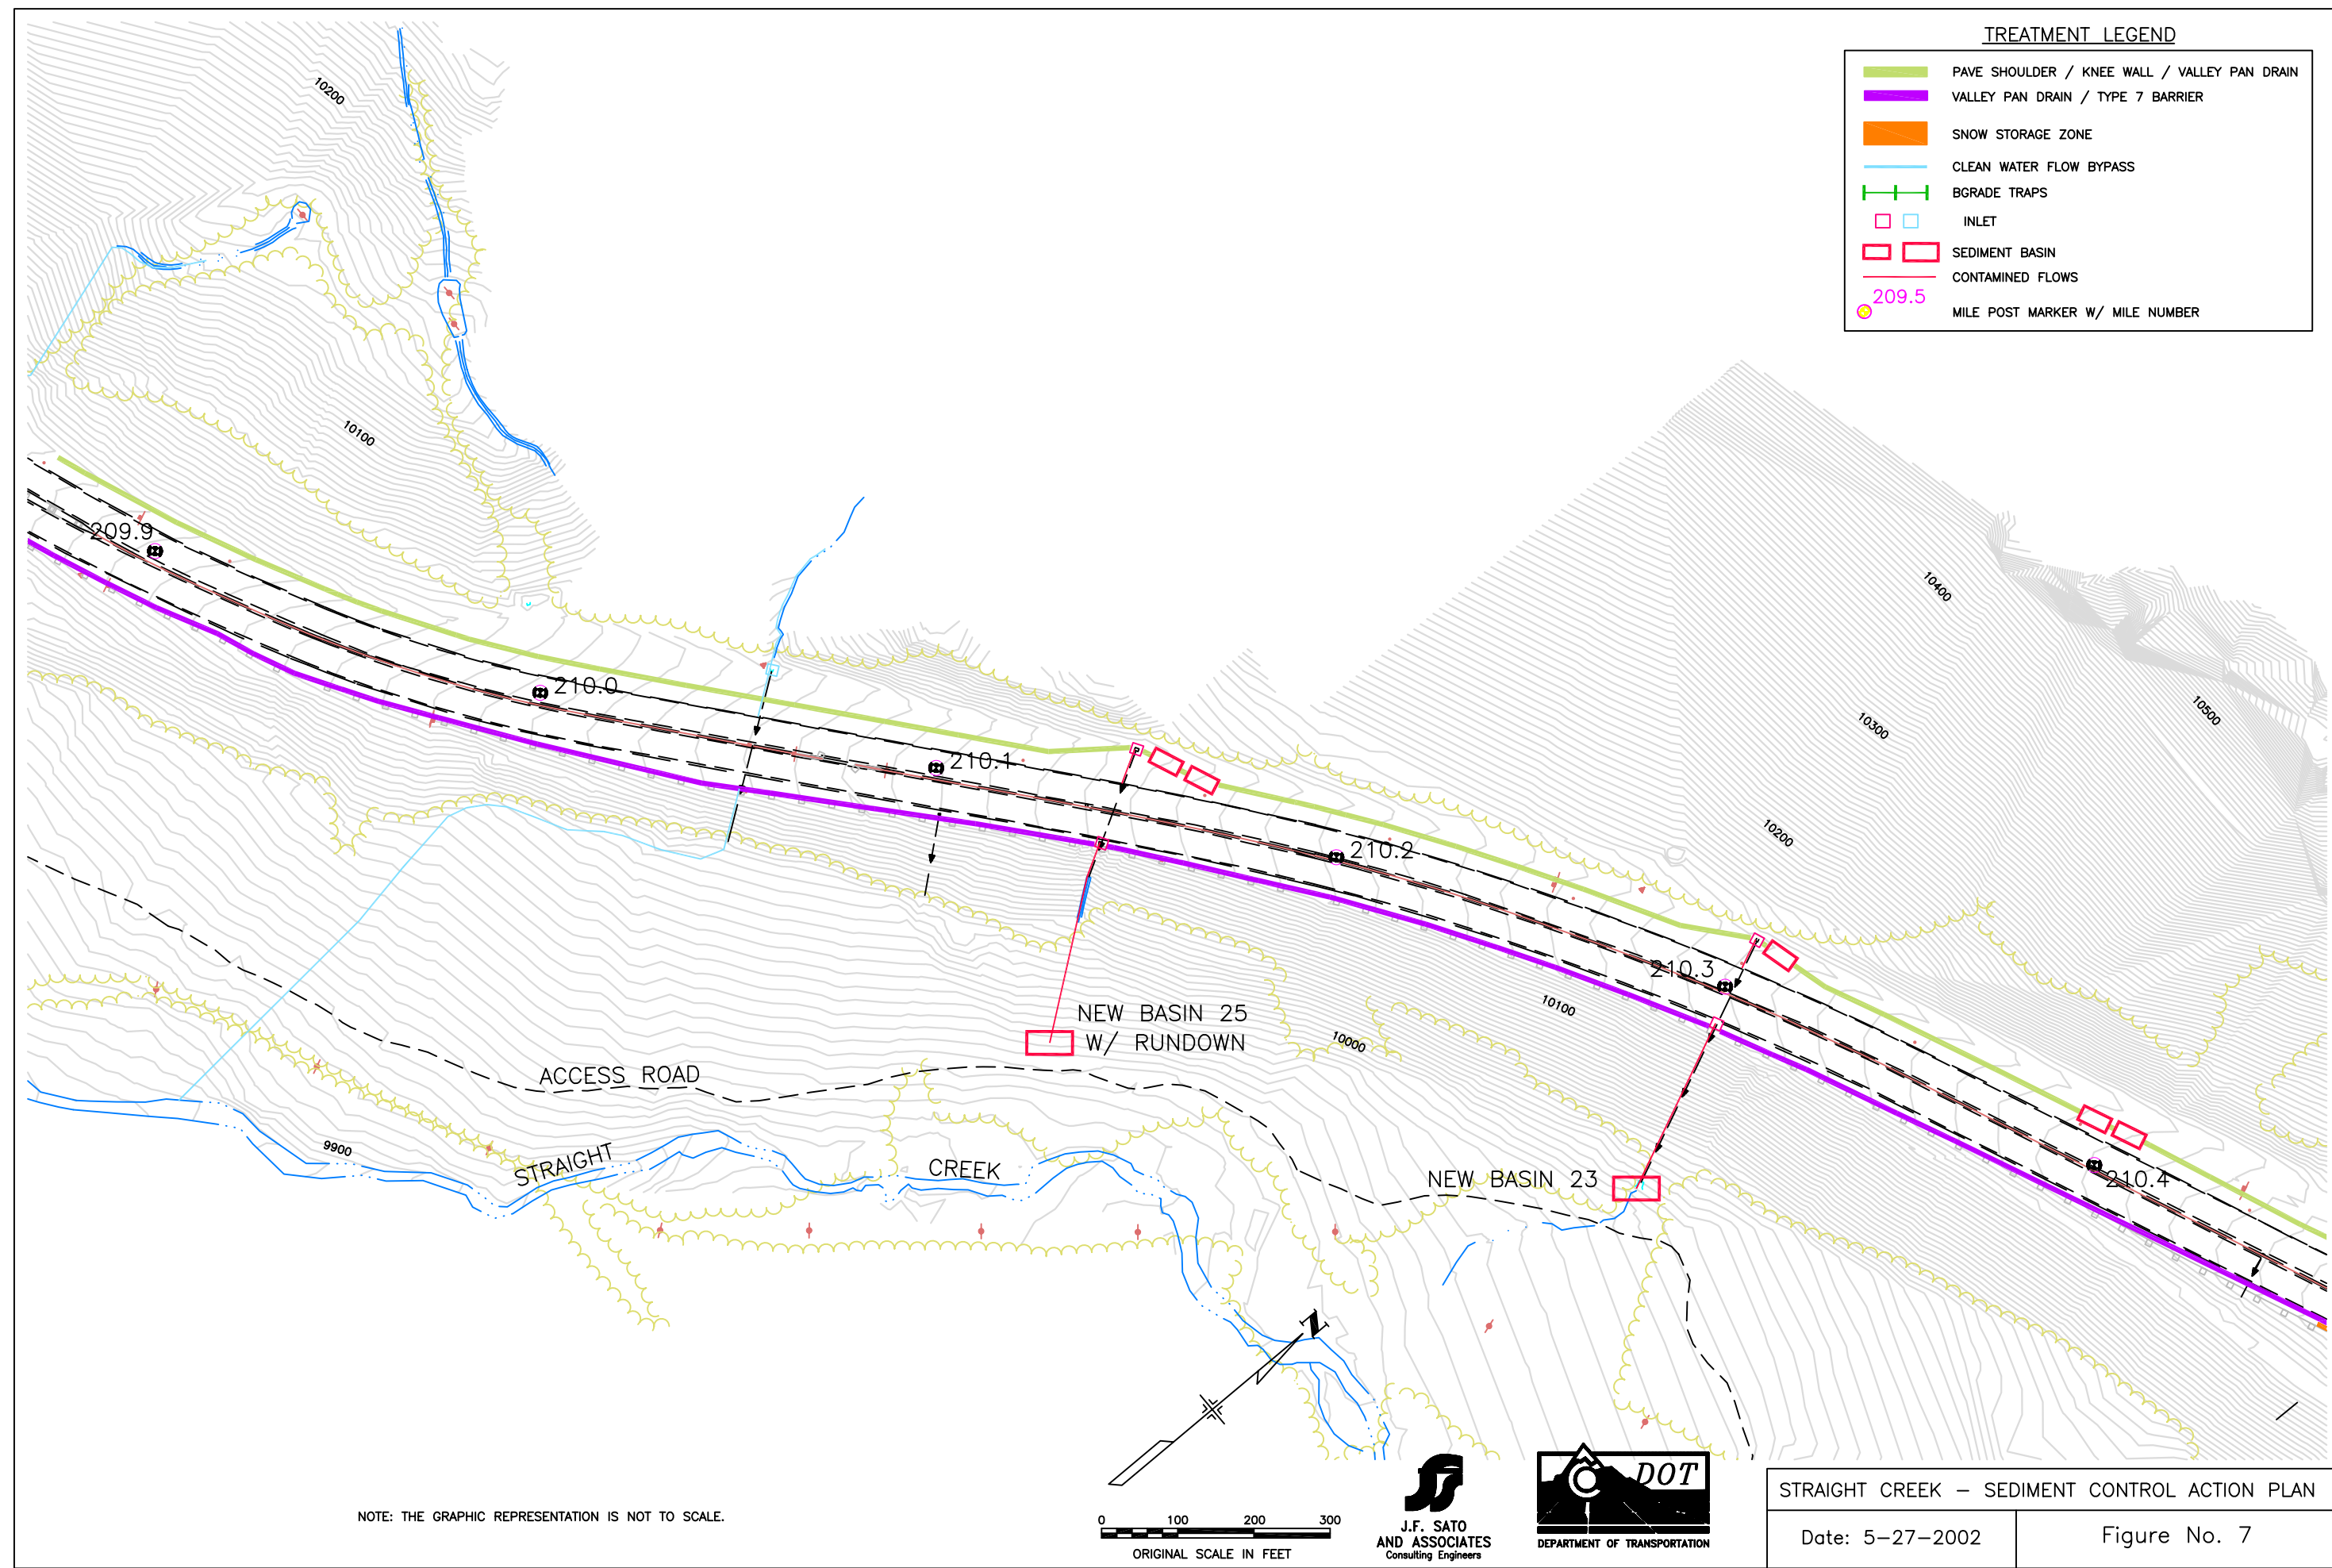 TREATMENT LEGEND
PAVE SHOULDER / KNEE WALL / VALLEY PAN DRAIN
VALLEY PAN DRAIN / TYPE 7 BARRIER
SNOW STORAGE ZONE
CLEAN WATER FLOW BYPASS
BGRADE TRAPS
INLET
SEDIMENT BASIN
CONTAMINED FLOWS
209.5
MILE POST MARKER W/ MILE NUMBER
10200
10100
209.9
210.0
210.1
210.2
210.3
210.4
10400
10300
10500
10200
10100
10000
NEW BASIN 25
W/ RUNDOWN
ACCESS ROAD
9900
STRAIGHT
CREEK
NEW BASIN 23
N
NOTE: THE GRAPHIC REPRESENTATION IS NOT TO SCALE.
0 100 200 300
ORIGINAL SCALE IN FEET
J.F. SATO
AND ASSOCIATES
Consulting Engineers
DOT
DEPARTMENT OF TRANSPORTATION
STRAIGHT CREEK – SEDIMENT CONTROL ACTION PLAN
Date: 5-27-2002
Figure No. 7